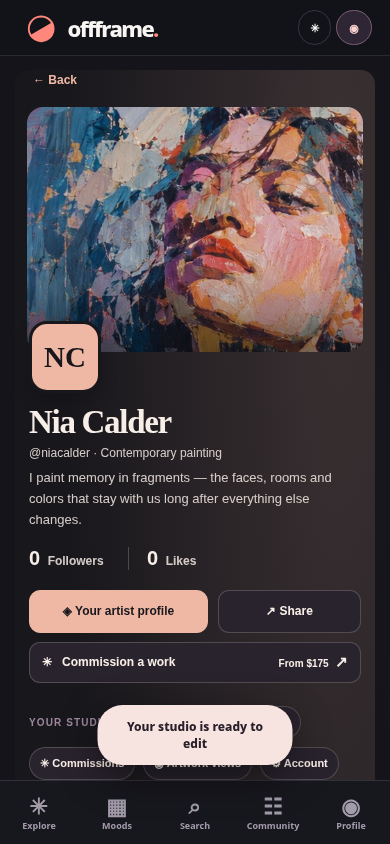 offframe.
← Back
NC
Nia Calder
@niacalder · Contemporary painting
I paint memory in fragments — the faces, rooms and
colors that stay with us long after everything else
changes.
0 Followers 0 Likes
◈ Your artist profile
↗ Share
✳ Commission a work From $175 ↗
YOUR
Your studio is ready to
edit
Account
Explore
Moods
Search
Community
Profile